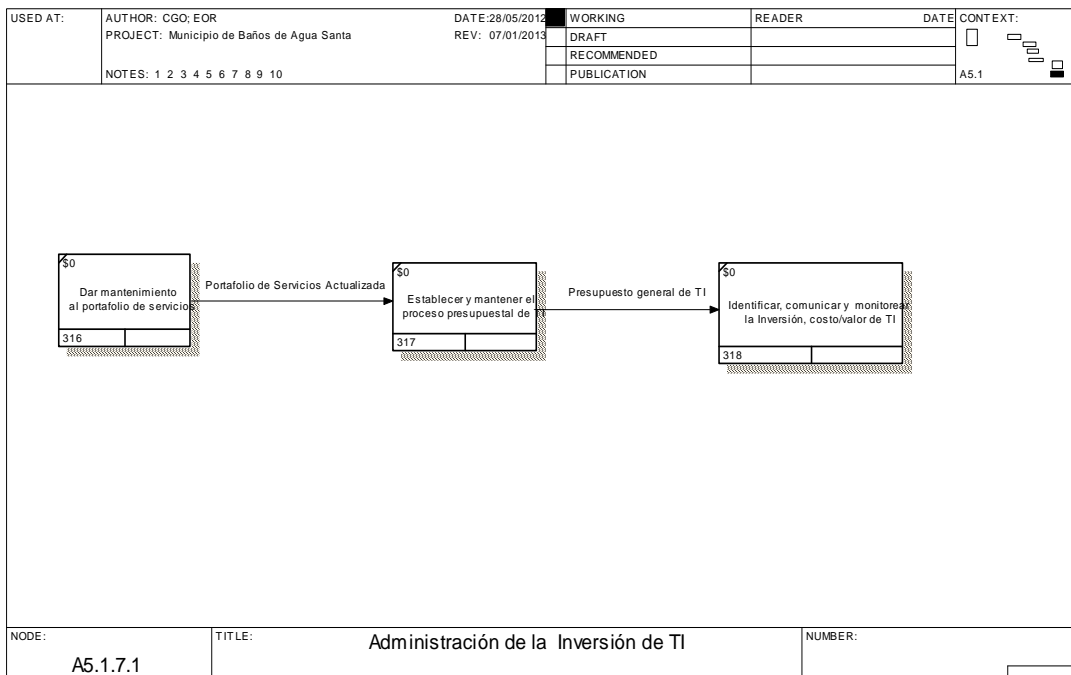 USED AT:
AUTHOR: CGO; EOR
DATE:28/05/2012
PROJECT: Municipio de Baños de Agua Santa
REV: 07/01/2013
NOTES: 1 2 3 4 5 6 7 8 9 10
WORKING
DRAFT
RECOMMENDED
PUBLICATION
READER
DATE
CONTEXT:
A5.1
$0
Dar mantenimiento
al portafolio de servicios
316
Portafolio de Servicios Actualizada
$0
Establecer y mantener el
proceso presupuestal de TI
317
Presupuesto general de TI
$0
Identificar, comunicar y monitorear
la Inversión, costo/valor de TI
318
NODE:
A5.1.7.1
TITLE:
Administración de la Inversión de TI
NUMBER: